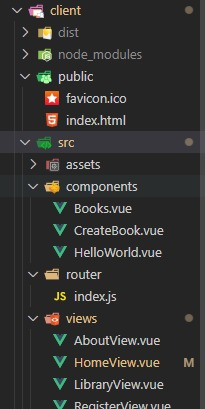 client
dist
node_modules
public
favicon.ico
index.html
src
assets
components
Books.vue
CreateBook.vue
HelloWorld.vue
router
JS index.js
views
AboutView.vue
HomeView.vue M
LibraryView.vue
RegisterView.vue